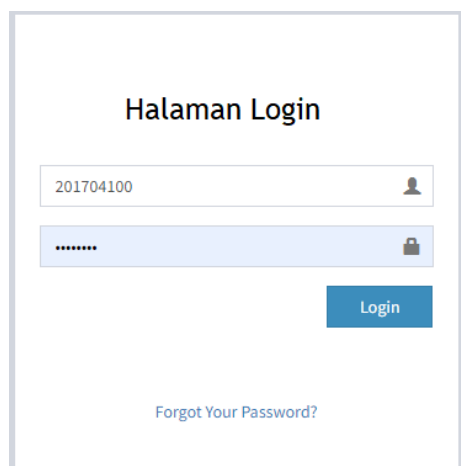 Halaman Login
201704100
••••••••
Login
Forgot Your Password?